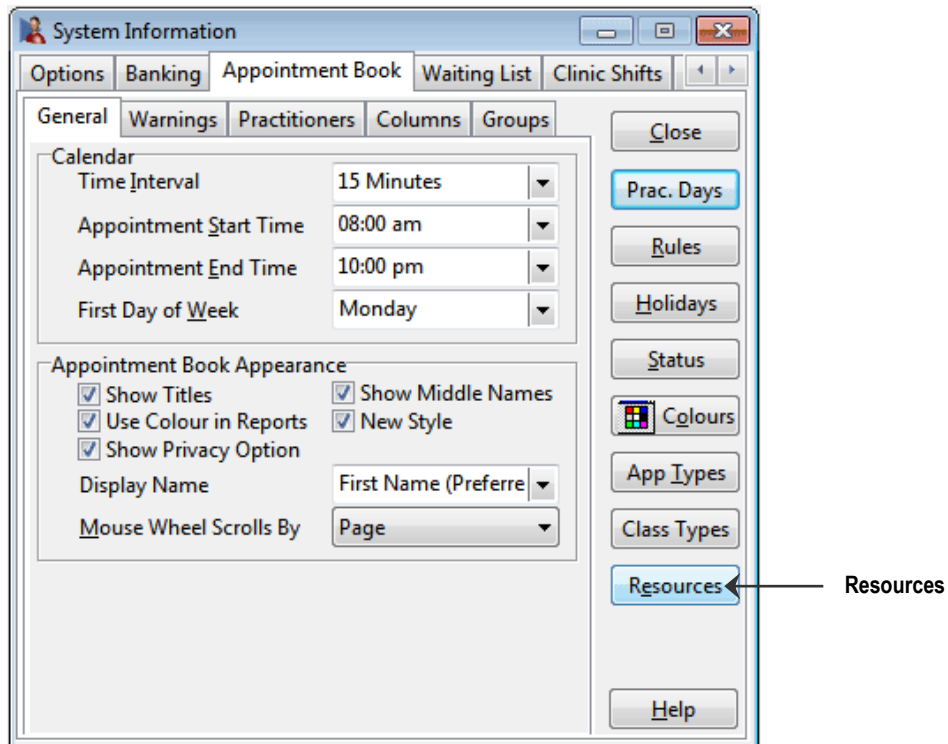 System Information
Options Banking Appointment Book Waiting List Clinic Shifts
General Warnings Practitioners Columns Groups
Calendar
Time Interval 15 Minutes
Appointment Start Time 08:00 am
Appointment End Time 10:00 pm
First Day of Week Monday
Appointment Book Appearance
Show Titles Show Middle Names
Use Colour in Reports New Style
Show Privacy Option
Display Name First Name (Preferre
Mouse Wheel Scrolls By Page
Close
Prac. Days
Rules
Holidays
Status
Colours
App Types
Class Types
Resources Resources
Help